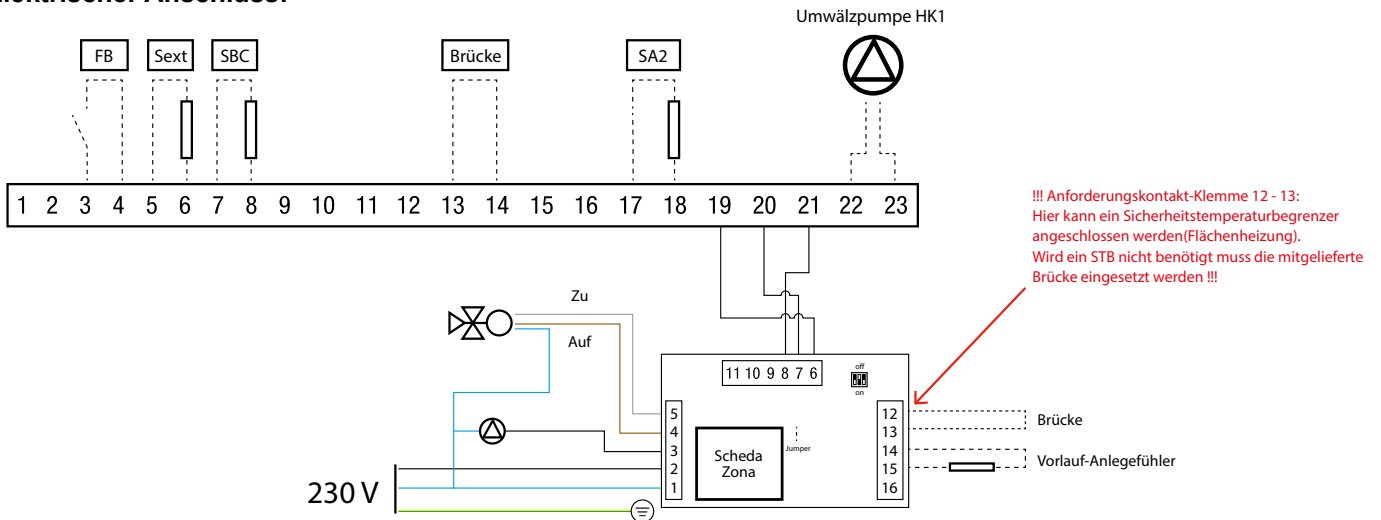 Elektrischer Anschluss:
Umwälzpumpe HK1
FB Sext SBC Brücke SA2
1 2 3 4 5 6 7 8 9 10 11 12 13 14 15 16 17 18 19 20 21 22 23
!!! Anforderungskontakt-Klemme 12 - 13:
Hier kann ein Sicherheitstemperaturbegrenzer
angeschlossen werden(Flächenheizung).
Wird ein STB nicht benötigt muss die mitgelieferte
Brücke eingesetzt werden !!!
Zu
Auf
11 10 9 8 7 6
off
on
5
4
3
2
1
Scheda
Zona
Jumper
12
13
14
15
16
Brücke
Vorlauf-Anlegefühler
230 V